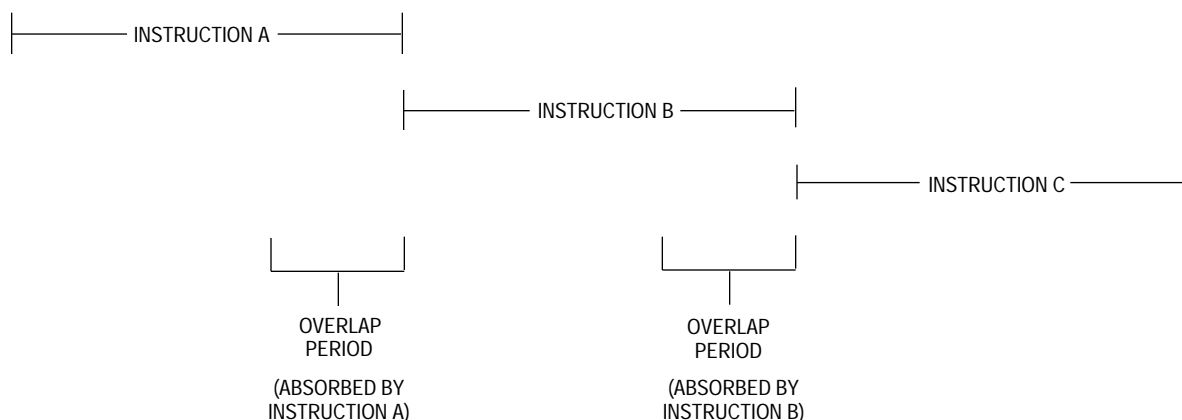 INSTRUCTION A
INSTRUCTION B
INSTRUCTION C
OVERLAP
PERIOD
(ABSORBED BY
INSTRUCTION A)
OVERLAP
PERIOD
(ABSORBED BY
INSTRUCTION B)